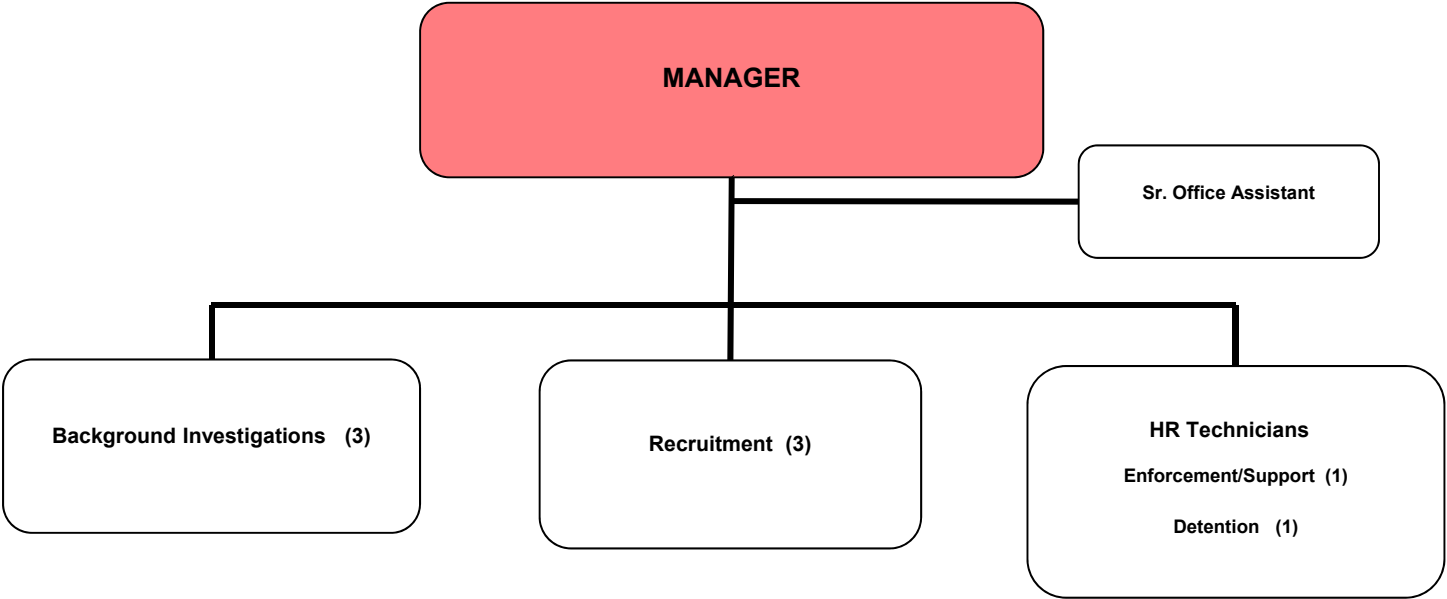 MANAGER
Sr. Office Assistant
Background Investigations (3)
Recruitment (3)
HR Technicians
Enforcement/Support (1)
Detention (1)